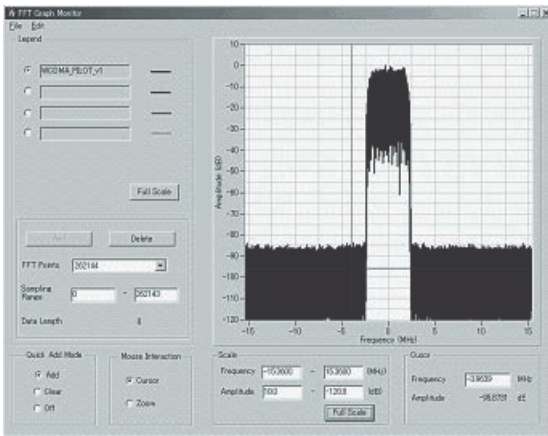 FFT Graph Monitor
File Edit
Legend
WCDMA_PILOT_v1
Full Scale
Add
Delete
FFT Points 262144
Sampling Range 0 - 262143
Data Length 0
Quick Add Mode
Add
Clear
Off
Mouse Interaction
Cursor
Zoom
Amplitude (dB)
10
0
-10
-20
-30
-40
-50
-60
-70
-80
-90
-100
-110
-120
-15 -10 -5 0 5 10 15
Frequency (MHz)
Scale
Frequency -15.3600 - 15.3600 (MHz)
Amplitude 10.0 - -120.0 (dB)
Full Scale
Cusor
Frequency -3.9639 MHz
Amplitude dB